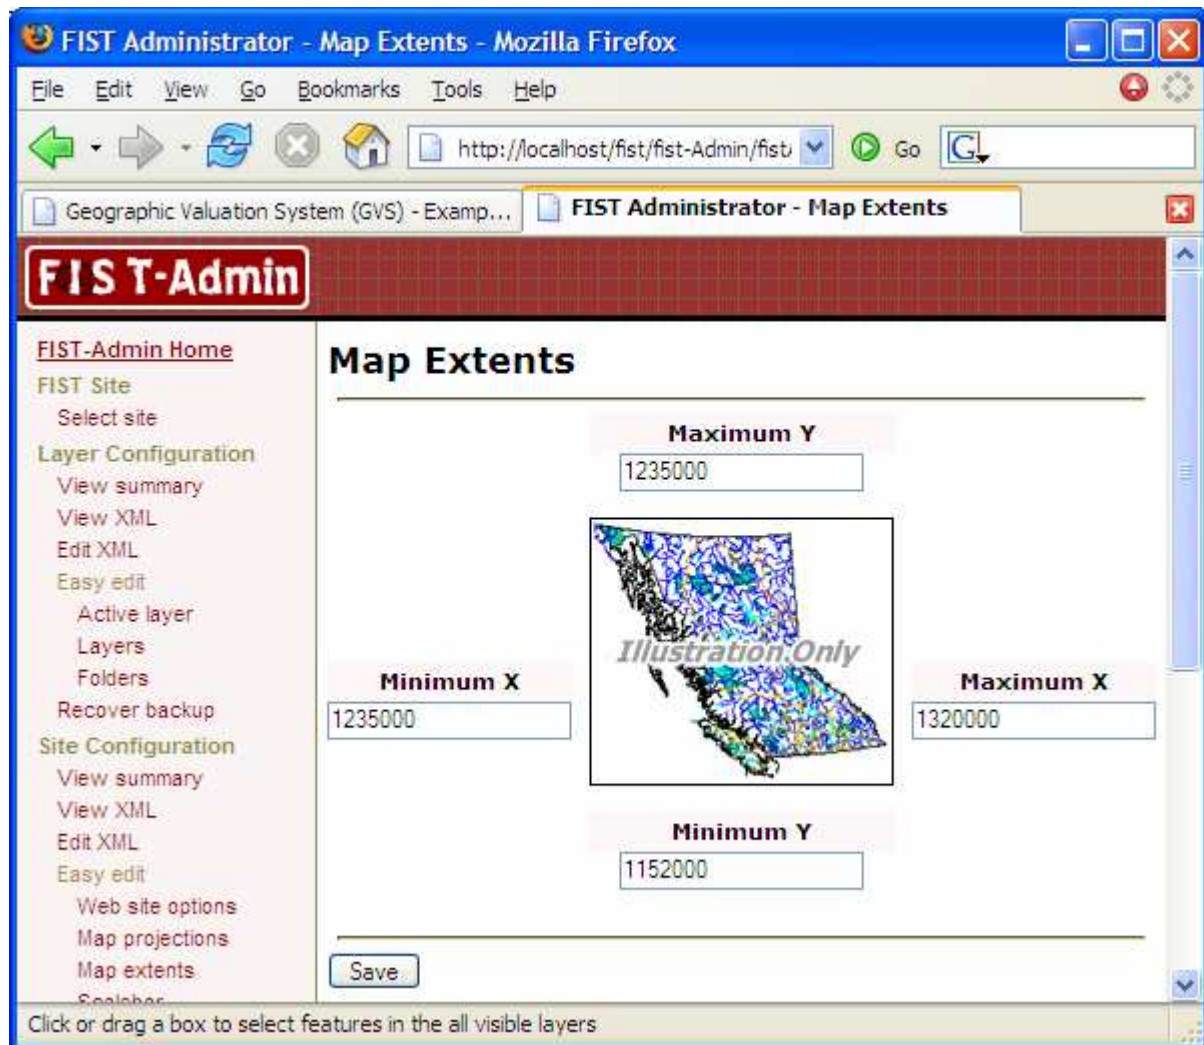 FIST Administrator - Map Extents - Mozilla Firefox
File Edit View Go Bookmarks Tools Help
http://localhost/fist/fist-Admin/fist
Go
G
Geographic Valuation System (GVS) - Examp...
FIST Administrator - Map Extents
FIST-Admin
FIST-Admin Home
FIST Site
Select site
Layer Configuration
View summary
View XML
Edit XML
Easy edit
Active layer
Layers
Folders
Recover backup
Site Configuration
View summary
View XML
Edit XML
Easy edit
Web site options
Map projections
Map extents
Map Extents
Maximum Y
1235000
Illustration Only
Minimum X
1235000
Maximum X
1320000
Minimum Y
1152000
Save
Click or drag a box to select features in the all visible layers